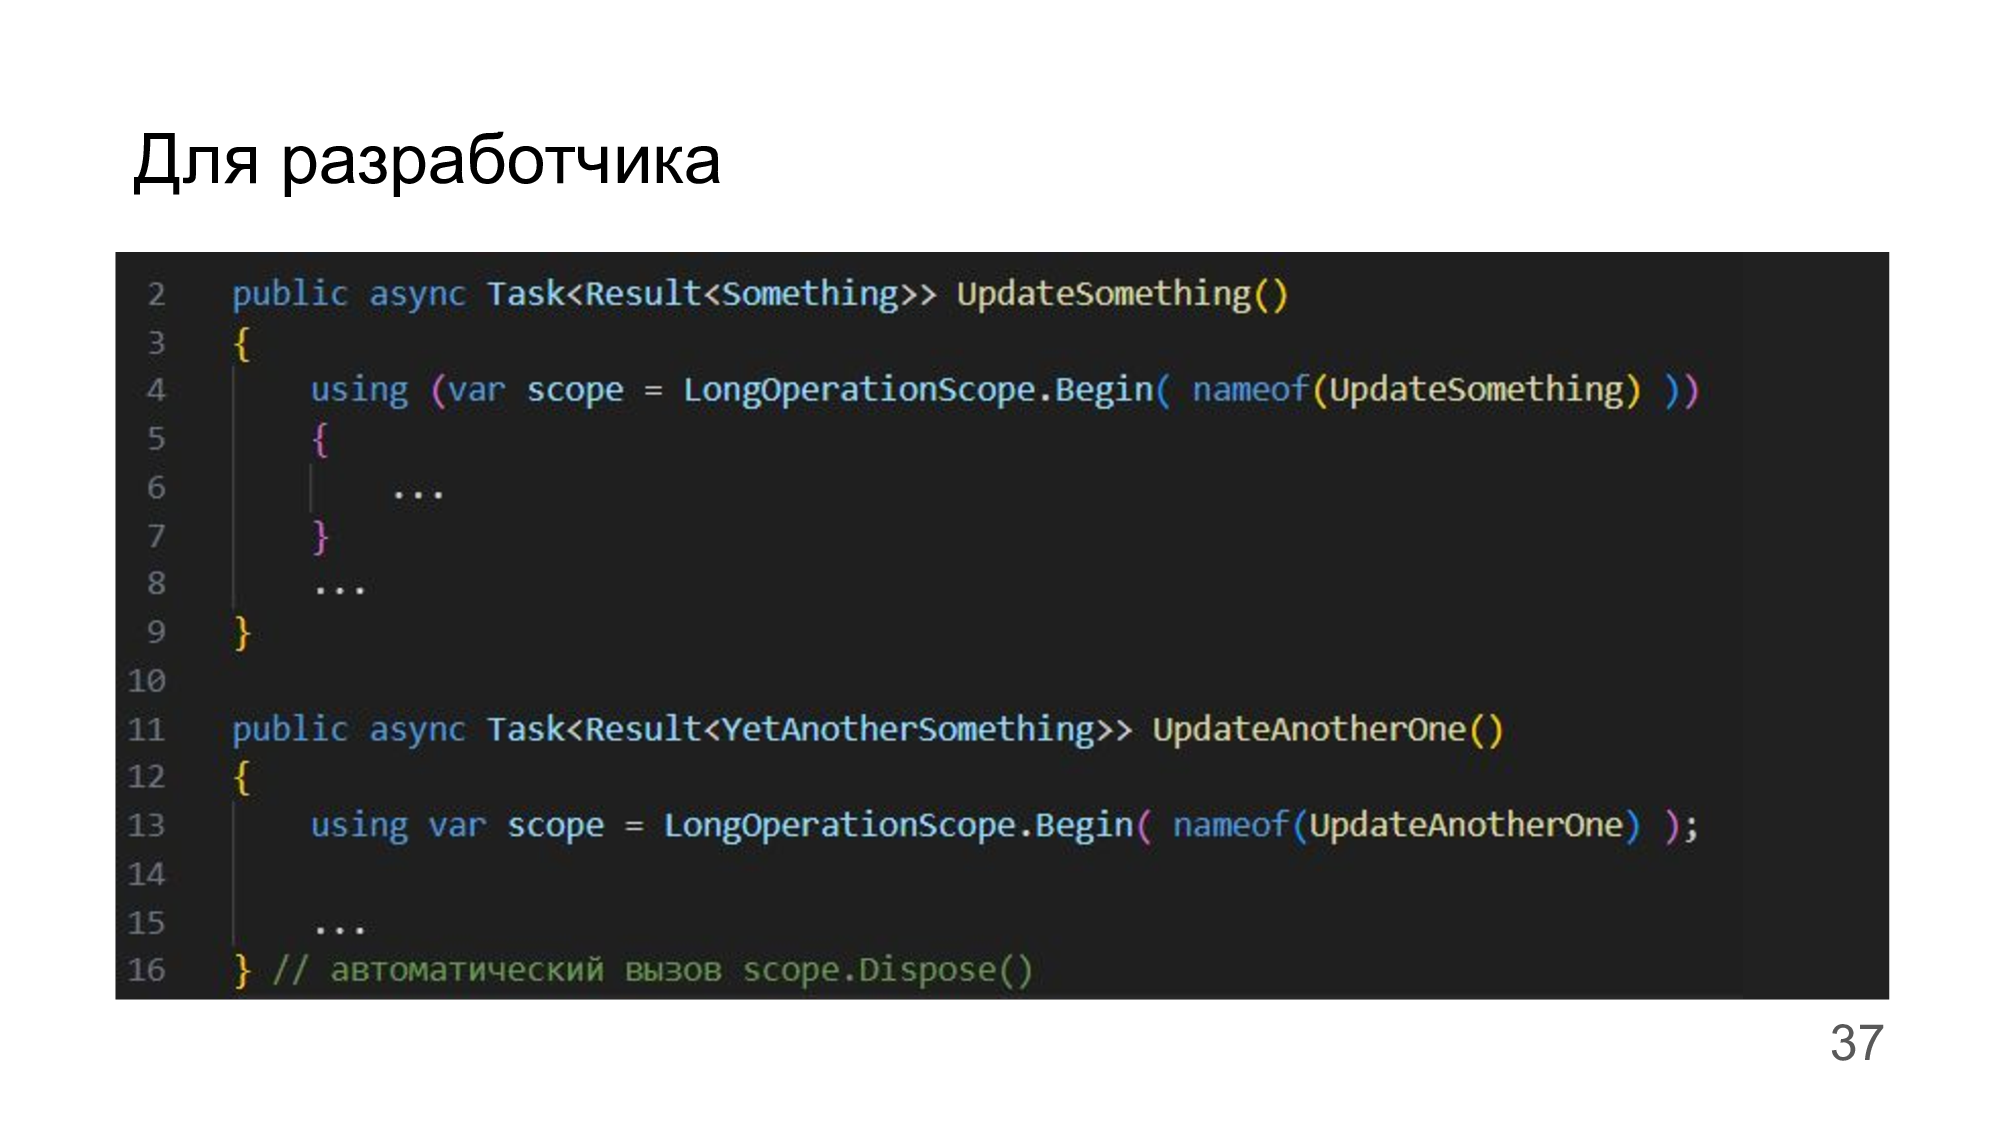 Для разработчика
2 public async Task<Result<Something>> UpdateSomething()
3 {
4 using (var scope = LongOperationScope.Begin( nameof(UpdateSomething) ))
5 {
6 ...
7 }
8 ...
9 }
10
11 public async Task<Result<YetAnotherSomething>> UpdateAnotherOne()
12 {
13 using var scope = LongOperationScope.Begin( nameof(UpdateAnotherOne) );
14
15 ...
16 } // автоматический вызов scope.Dispose()
37